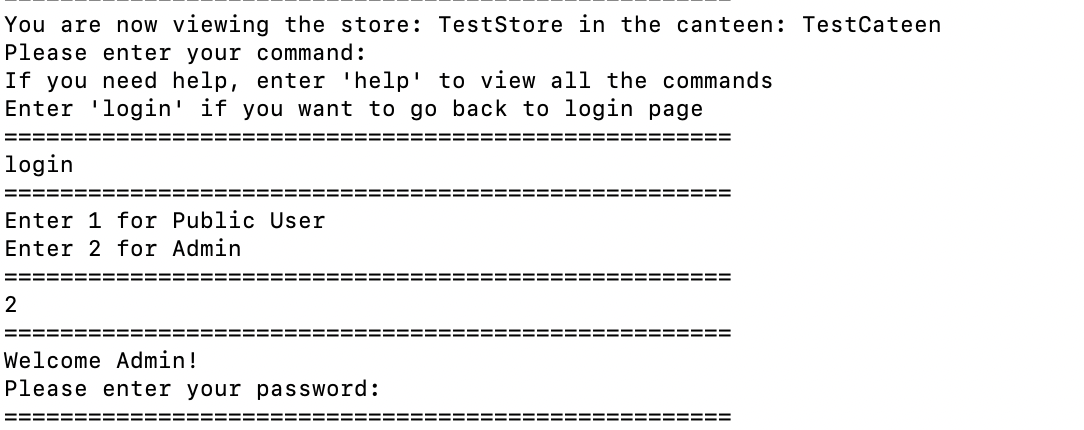 ====================================================
You are now viewing the store: TestStore in the canteen: TestCateen
Please enter your command:
If you need help, enter 'help' to view all the commands
Enter 'login' if you want to go back to login page
====================================================
login
====================================================
Enter 1 for Public User
Enter 2 for Admin
====================================================
2
====================================================
Welcome Admin!
Please enter your password:
====================================================